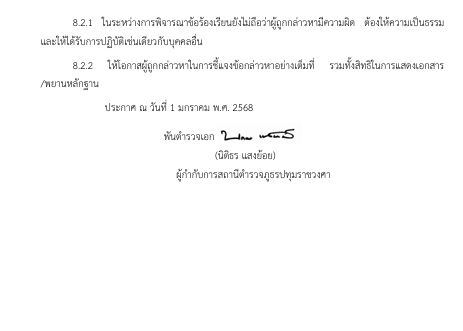 8.2.1 ในระหว่างการพิจารณาข้อร้องเรียนยังไม่ถือว่าผู้ถูกกล่าวหามีความผิด ต้องให้ความเป็นธรรม
และให้ได้รับการปฏิบัติเช่นเดียวกับบุคคลอื่น
8.2.2 ให้โอกาสผู้ถูกกล่าวหาในการชี้แจงข้อกล่าวหาอย่างเต็มที่ รวมทั้งสิทธิในการแสดงเอกสาร
/พยานหลักฐาน
ประกาศ ณ วันที่ 1 มกราคม พ.ศ. 2568
พันตำรวจเอก
(นิติธร แสงย้อย)
ผู้กำกับการสถานีตำรวจภูธรปทุมราชวงศา